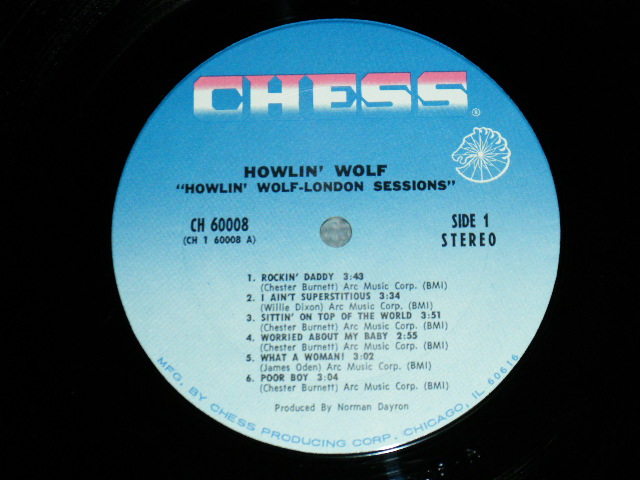 CHESS
®
HOWLIN' WOLF
"HOWLIN' WOLF-LONDON SESSIONS"
CH 60008
(CH 1 60008 A)
SIDE 1
STEREO
1. ROCKIN' DADDY 3:43
(Chester Burnett) Arc Music Corp. (BMI)
2. I AIN'T SUPERSTITIOUS 3:34
(Willie Dixon) Arc Music Corp. (BMI)
3. SITTIN' ON TOP OF THE WORLD 3:51
(Chester Burnett) Arc Music Corp. (BMI)
4. WORRIED ABOUT MY BABY 2:55
(Chester Burnett) Arc Music Corp. (BMI)
5. WHAT A WOMAN! 3:02
(James Oden) Arc Music Corp. (BMI)
6. POOR BOY 3:04
(Chester Burnett) Arc Music Corp. (BMI)
Produced By Norman Dayron
MFG. BY CHESS PRODUCING CORP. CHICAGO, IL 60616